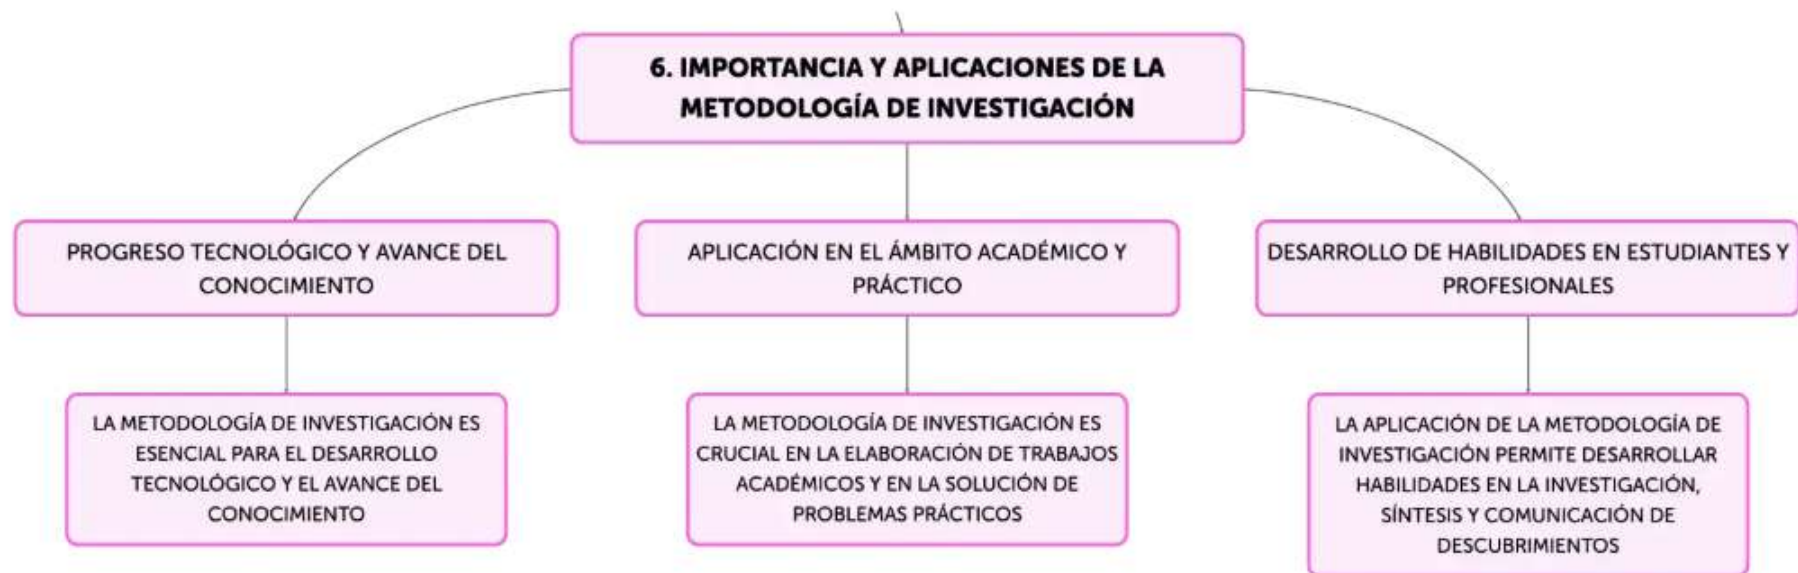 6. IMPORTANCIA Y APLICACIONES DE LA
METODOLOGÍA DE INVESTIGACIÓN
PROGRESO TECNOLÓGICO Y AVANCE DEL
CONOCIMIENTO
LA METODOLOGÍA DE INVESTIGACIÓN ES
ESENCIAL PARA EL DESARROLLO
TECNOLÓGICO Y EL AVANCE DEL
CONOCIMIENTO
APLICACIÓN EN EL ÁMBITO ACADÉMICO Y
PRÁCTICO
LA METODOLOGÍA DE INVESTIGACIÓN ES
CRUCIAL EN LA ELABORACIÓN DE TRABAJOS
ACADÉMICOS Y EN LA SOLUCIÓN DE
PROBLEMAS PRÁCTICOS
DESARROLLO DE HABILIDADES EN ESTUDIANTES Y
PROFESIONALES
LA APLICACIÓN DE LA METODOLOGÍA DE
INVESTIGACIÓN PERMITE DESARROLLAR
HABILIDADES EN LA INVESTIGACIÓN,
SÍNTESIS Y COMUNICACIÓN DE
DESCUBRIMIENTOS